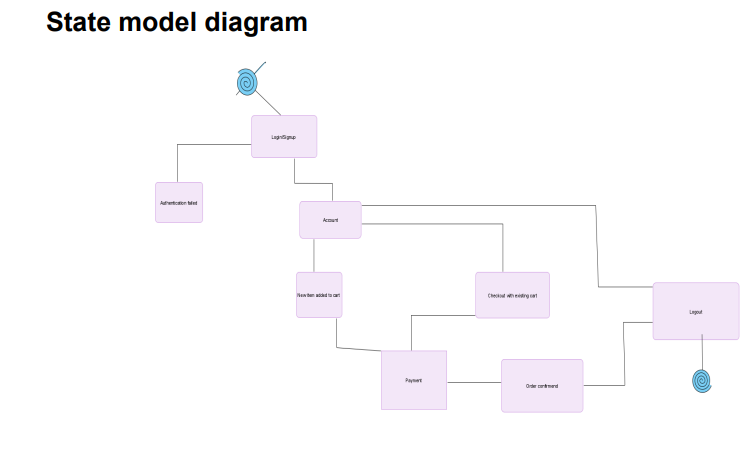 State model diagram
Login/Signup
Authentication failed
Account
New item added to cart
Checkout with existing cart
Logout
Payment
Order confirmend